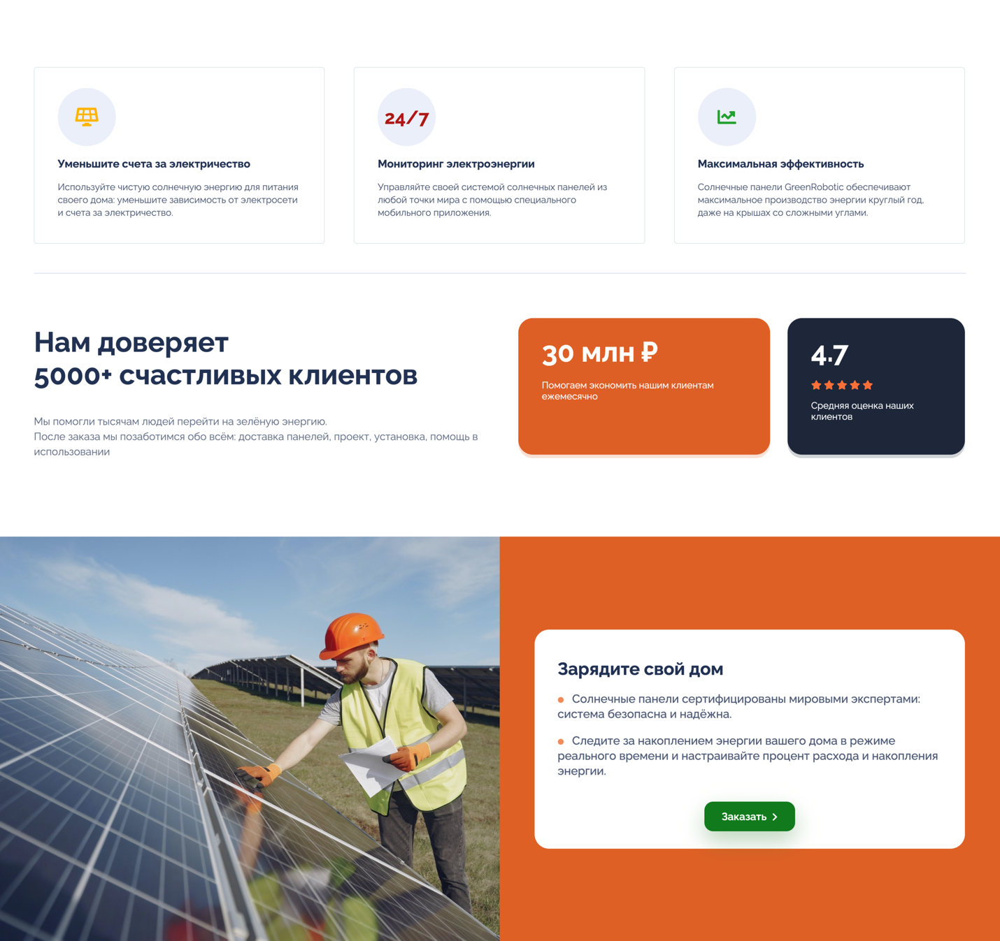 24/7
Уменьшите счета за электричество
Используйте чистую солнечную энергию для питания
своего дома: уменьшите зависимость от электросети
и счета за электричество.
Мониторинг электроэнергии
Управляйте своей системой солнечных панелей из
любой точки мира с помощью специального
мобильного приложения.
Максимальная эффективность
Солнечные панели GreenRobotic обеспечивают
максимальное производство энергии круглый год,
даже на крышах со сложными углами.
Нам доверяет
5000+ счастливых клиентов
Мы помогли тысячам людей перейти на зелёную энергию.
После заказа мы позаботимся обо всём: доставка панелей, проект, установка, помощь в
использовании
30 млн ₽
Помогаем экономить нашим клиентам
ежемесячно
4.7
Средняя оценка наших
клиентов
Зарядите свой дом
Солнечные панели сертифицированы мировыми экспертами:
система безопасна и надёжна.
Следите за накоплением энергии вашего дома в режиме
реального времени и настраивайте процент расхода и накопления
энергии.
Заказать